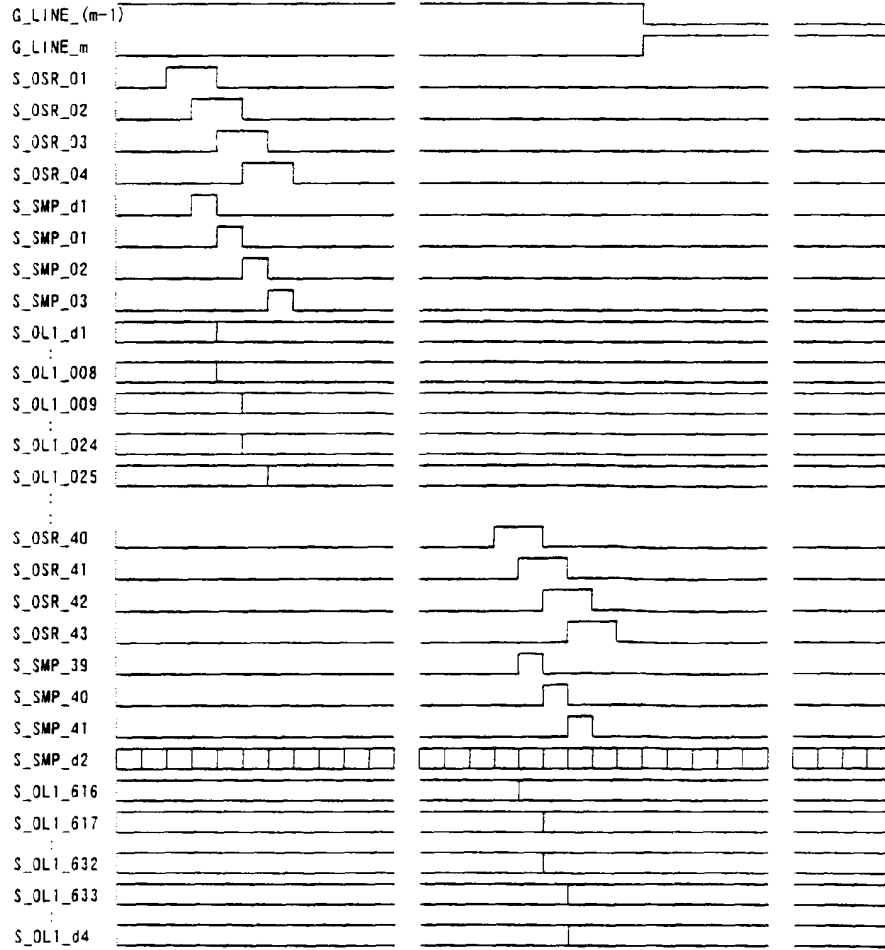 G_LINE_(m-1)
G_LINE_m
S_OSR_01
S_OSR_02
S_OSR_03
S_OSR_04
S_SMP_d1
S_SMP_01
S_SMP_02
S_SMP_03
S_OL1_d1
S_OL1_008
S_OL1_009
S_OL1_024
S_OL1_025
S_OSR_40
S_OSR_41
S_OSR_42
S_OSR_43
S_SMP_39
S_SMP_40
S_SMP_41
S_SMP_d2
S_OL1_616
S_OL1_617
S_OL1_632
S_OL1_633
S_OL1_d4